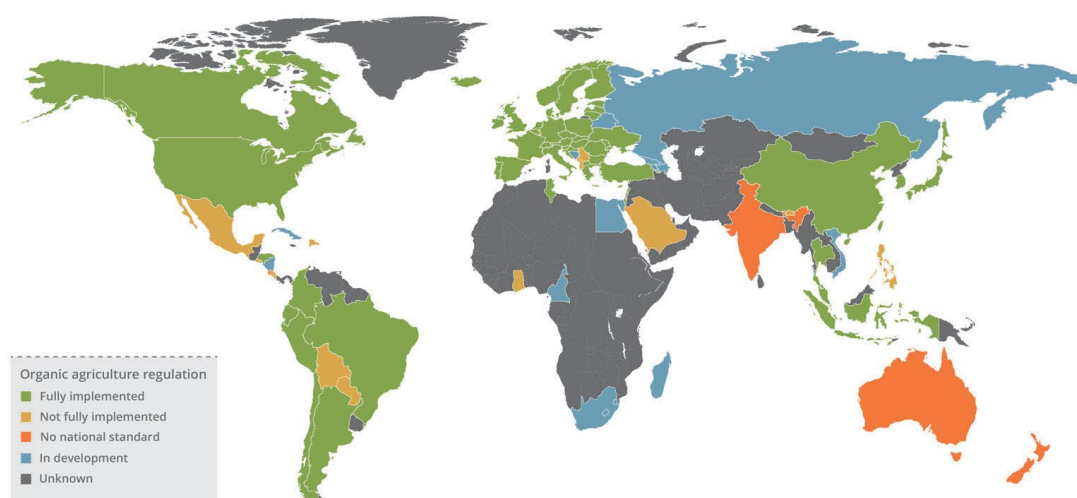 Organic agriculture regulation
Fully implemented
Not fully implemented
No national standard
In development
Unknown